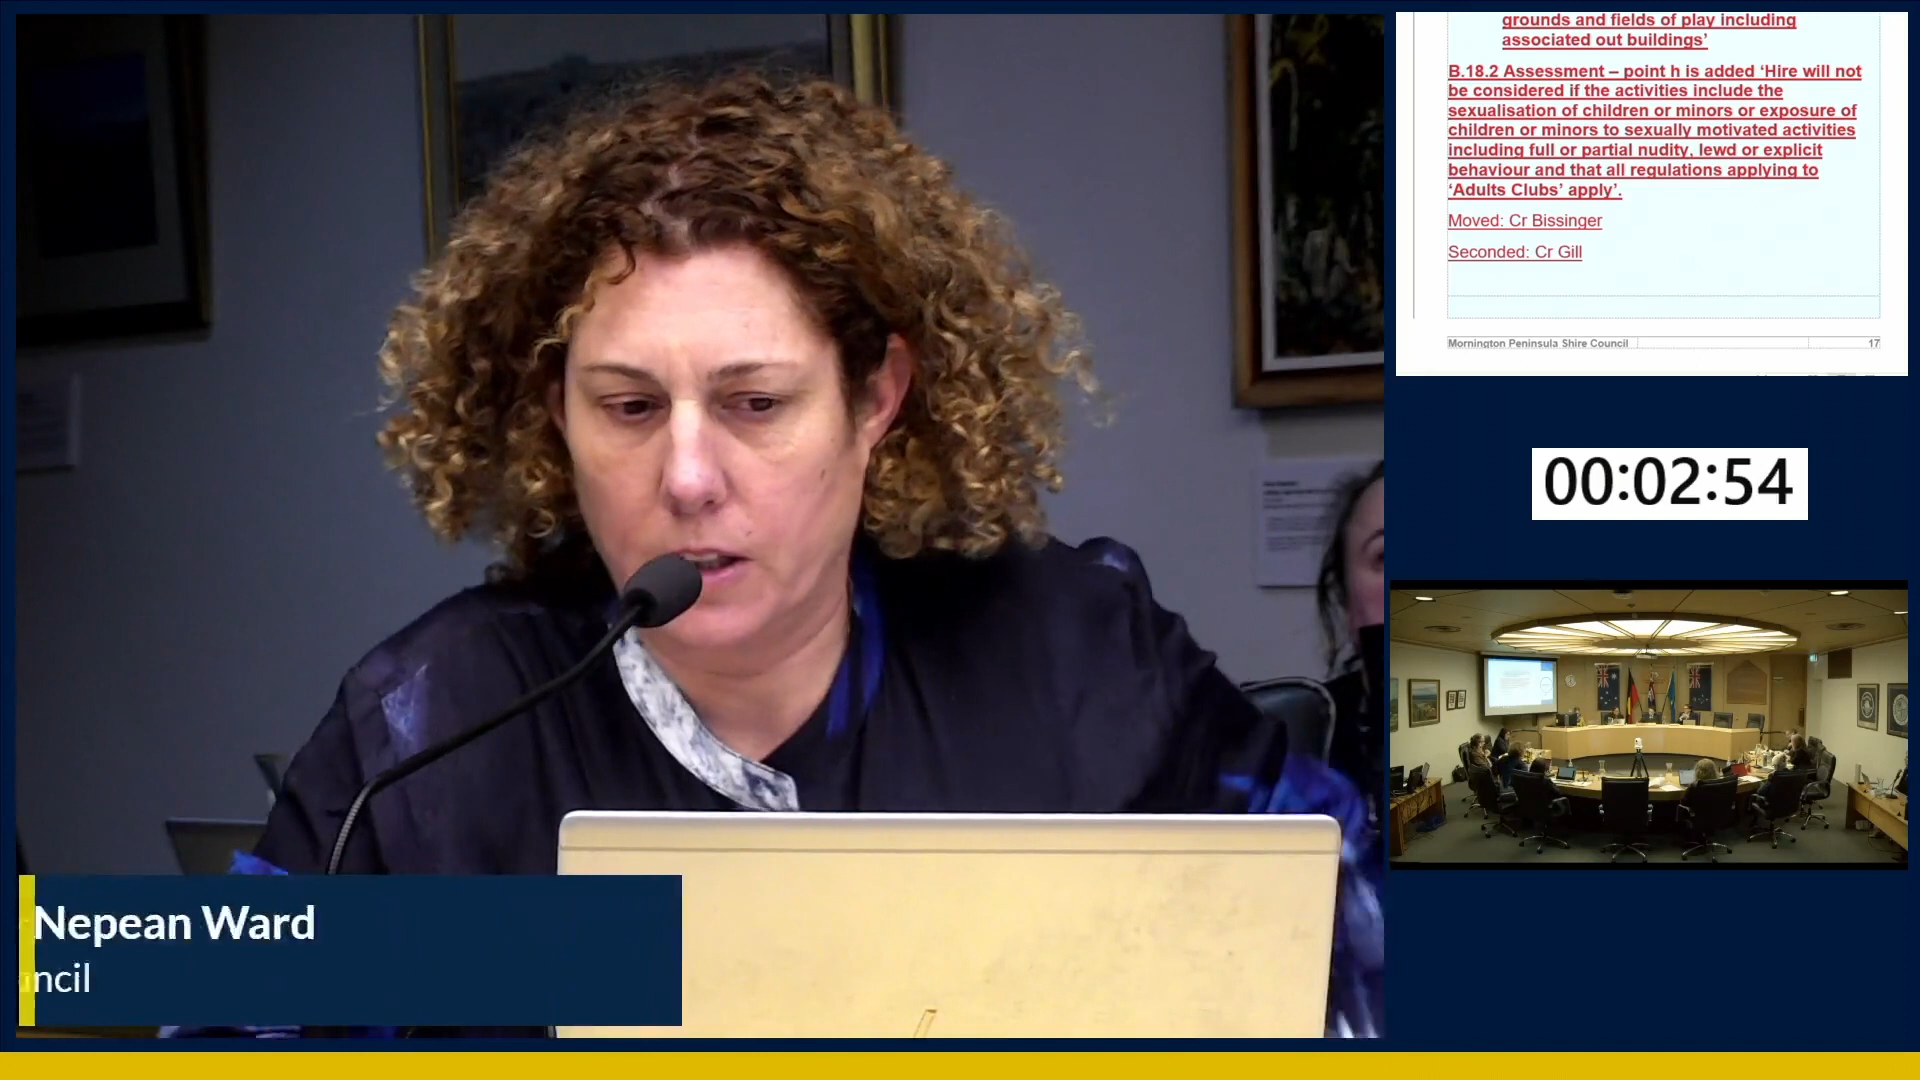 grounds and fields of play including
associated out buildings’
B.18.2 Assessment – point h is added ‘Hire will not
be considered if the activities include the
sexualisation of children or minors or exposure of
children or minors to sexually motivated activities
including full or partial nudity, lewd or explicit
behaviour and that all regulations applying to
‘Adults Clubs’ apply’.
Moved: Cr Bissinger
Seconded: Cr Gill
Mornington Peninsula Shire Council 17
00:02:54
Nepean Ward
ncil